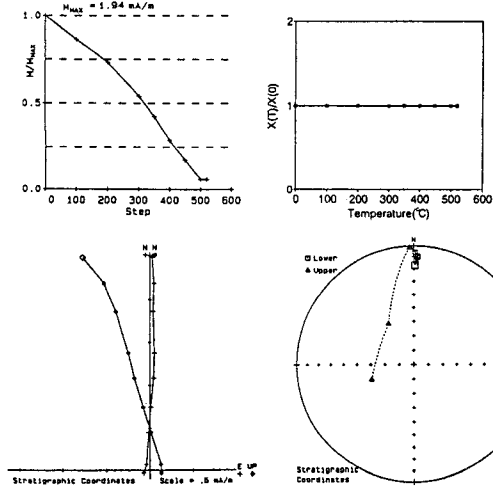 M_MAX = 1.94 mA/m
M/M_MAX
1.0
0.5
0.0
0 100 200 300 400 500 600
Step
X(T)/X(0)
2
1
0
0 100 200 300 400 500 600
Temperature(°C)
N
E UP
Stratigraphic Coordinates
Scale = .5 mA/m
N
Lower
Upper
Stratigraphic
Coordinates